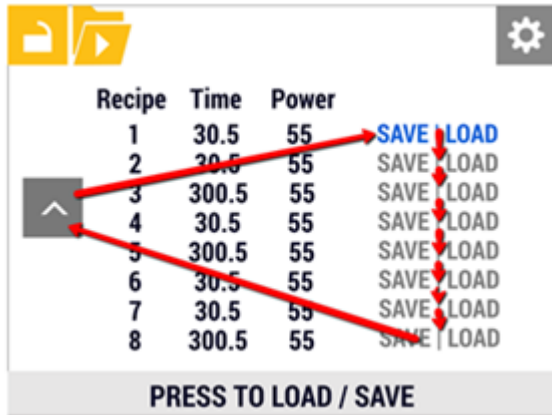 Recipe Time Power
1 30.5 55 SAVE | LOAD
2 30.5 55 SAVE | LOAD
3 300.5 55 SAVE | LOAD
4 30.5 55 SAVE | LOAD
5 300.5 55 SAVE | LOAD
6 30.5 55 SAVE | LOAD
7 30.5 55 SAVE | LOAD
8 300.5 55 SAVE | LOAD
PRESS TO LOAD / SAVE